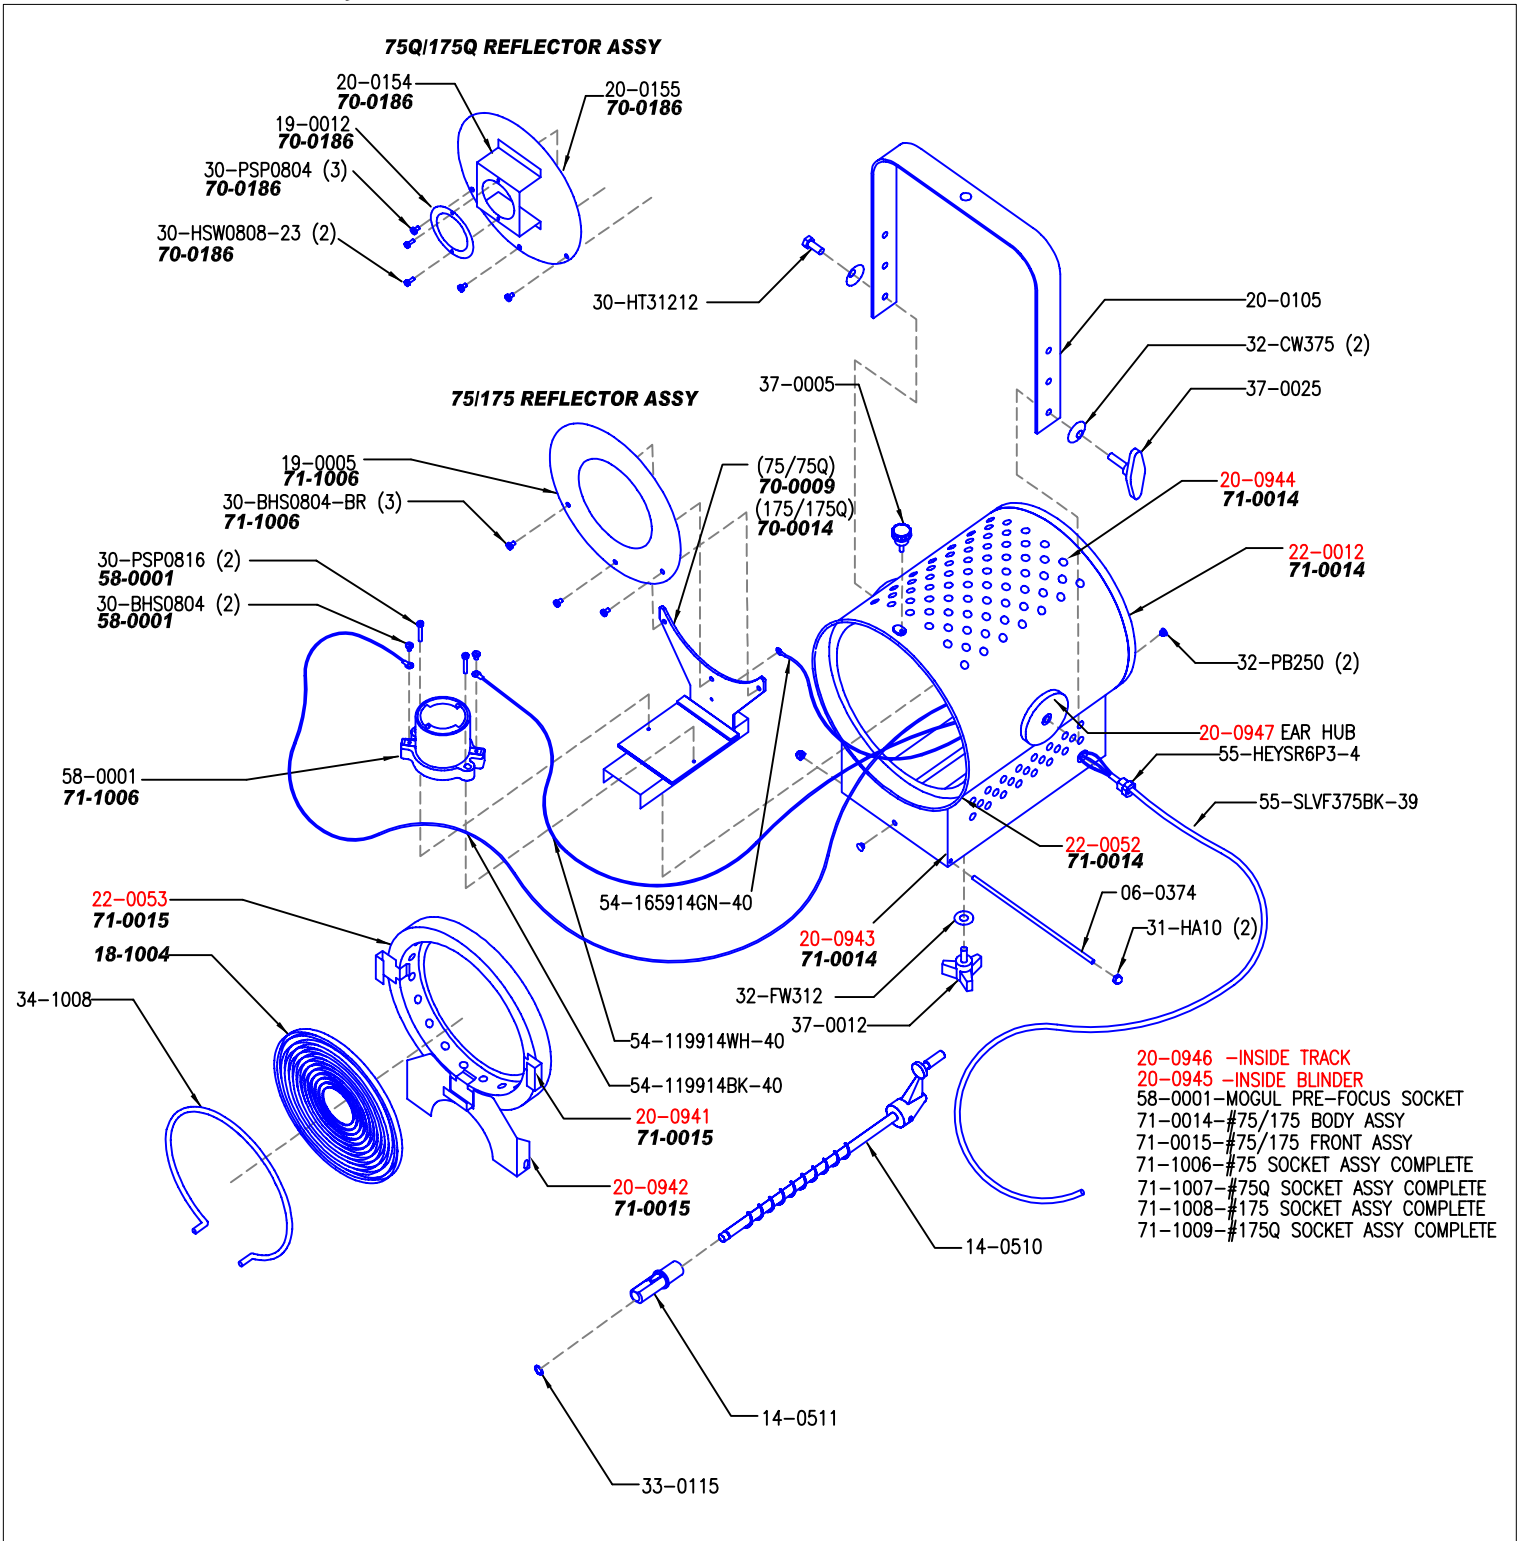 75Q/175Q REFLECTOR ASSY
20-0154
70-0186
20-0155
70-0186
19-0012
70-0186
30-PSP0804 (3)
70-0186
30-HSW0808-23 (2)
70-0186
30-HT31212
20-0105
32-CW375 (2)
37-0025
37-0005
75/175 REFLECTOR ASSY
19-0005
71-1006
30-BHS0804-BR (3)
71-1006
(75/75Q)
70-0009
(175/175Q)
70-0014
20-0944
71-0014
22-0012
71-0014
30-PSP0816 (2)
58-0001
30-BHS0804 (2)
58-0001
32-PB250 (2)
20-0947 EAR HUB
55-HEYSR6P3-4
58-0001
71-1006
55-SLVF375BK-39
22-0052
71-0014
54-165914GN-40
06-0374
31-HA10 (2)
22-0053
71-0015
18-1004
20-0943
71-0014
34-1008
32-FW312
37-0012
54-119914WH-40
54-119914BK-40
20-0941
71-0015
20-0942
71-0015
20-0946 -INSIDE TRACK
20-0945 -INSIDE BLINDER
58-0001-MOGUL PRE-FOCUS SOCKET
71-0014-#75/175 BODY ASSY
71-0015-#75/175 FRONT ASSY
71-1006-#75 SOCKET ASSY COMPLETE
71-1007-#75Q SOCKET ASSY COMPLETE
71-1008-#175 SOCKET ASSY COMPLETE
71-1009-#175Q SOCKET ASSY COMPLETE
14-0510
14-0511
33-0115